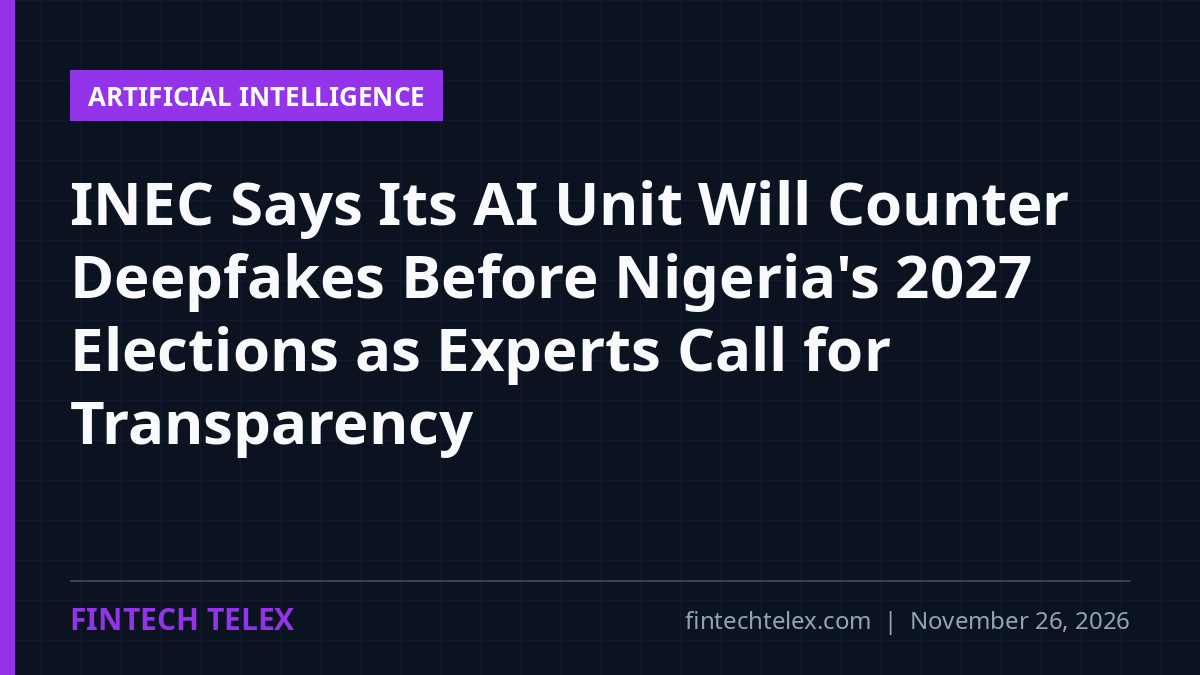 ARTIFICIAL INTELLIGENCE
INEC Says Its AI Unit Will Counter
Deepfakes Before Nigeria's 2027
Elections as Experts Call for
Transparency
FINTECH TELEX
fintechtelex.com | November 26, 2026